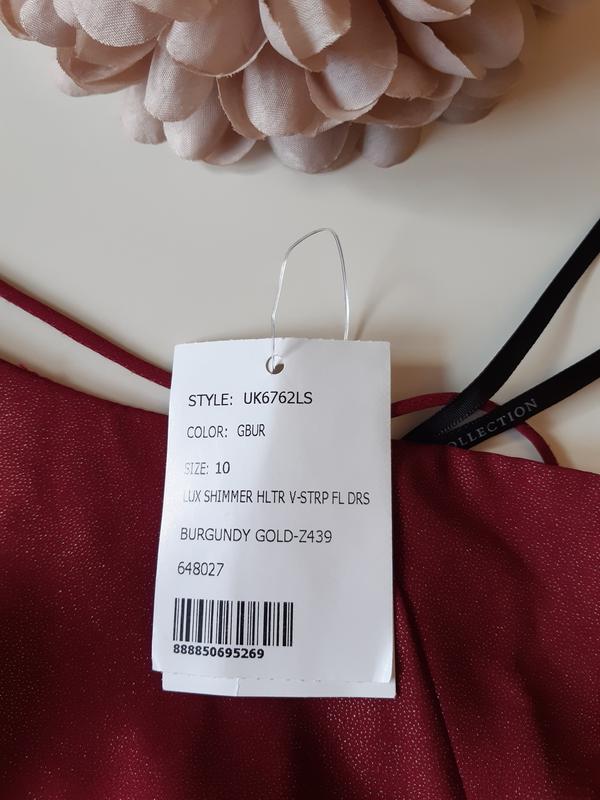 STYLE: UK6762LS
COLOR: GBUR
SIZE: 10
LUX SHIMMER HLTR V-STRP FL DRS
BURGUNDY GOLD-Z439
648027
888850695269
COLLECTION